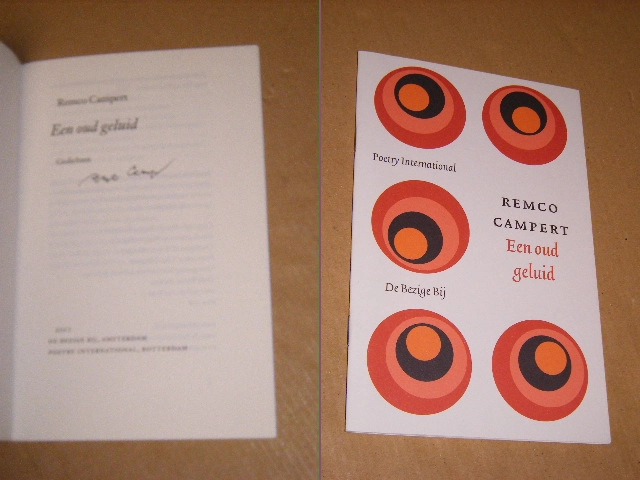 Remco Campert
Een oud geluid
Gedichten
DE BEZIGE BIJ, AMSTERDAM
POETRY INTERNATIONAL, ROTTERDAM
Poetry International
REMCO
CAMPERT
Een oud
geluid
De Bezige Bij